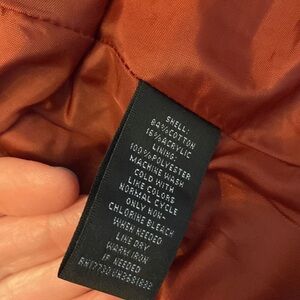 SHELL:
84%COTTON
16%ACRYLIC
LINING:
100%POLYESTER
MACHINE WASH
COLD WITH
LIKE COLORS
NORMAL CYCLE
ONLY NON-
CHLORINE BLEACH
WHEN NEEDED
LINE DRY
WARM IRON
IF NEEDED